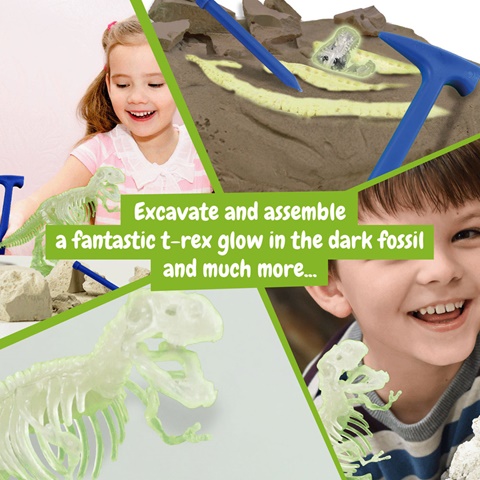 Excavate and assemble
a fantastic t-rex glow in the dark fossil
and much more...